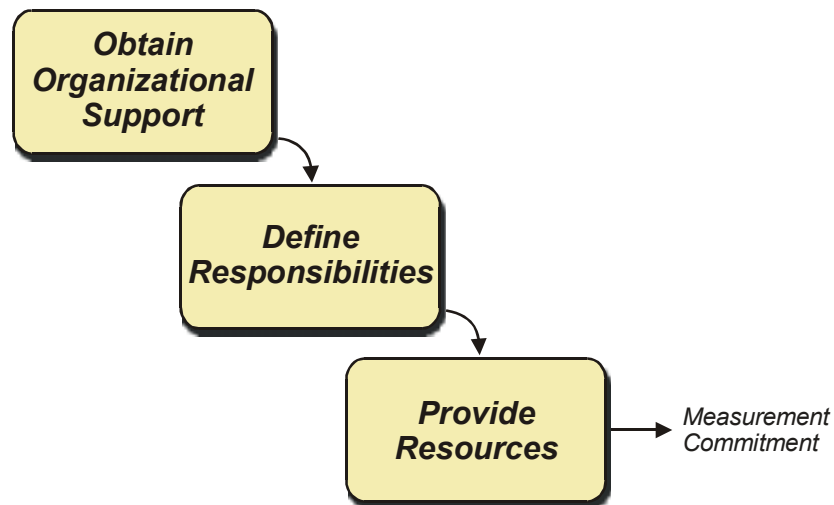 Obtain
Organizational
Support
Define
Responsibilities
Provide
Resources
Measurement
Commitment